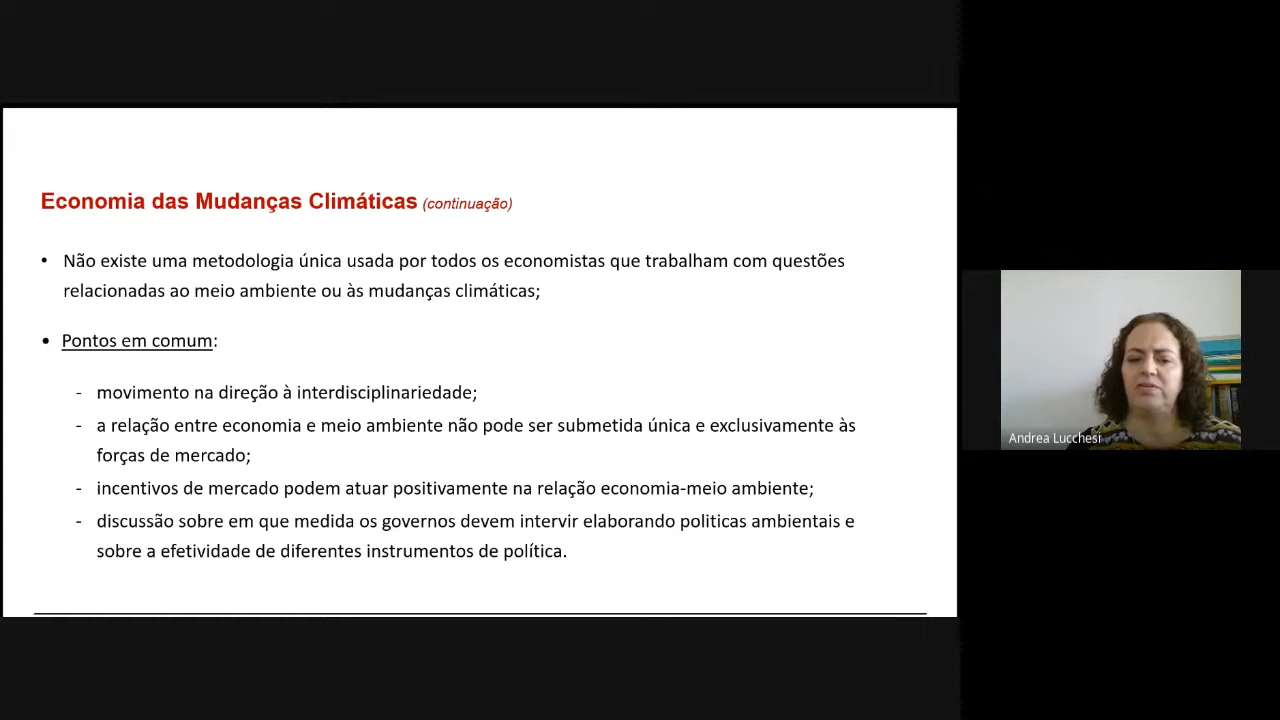 Economia das Mudanças Climáticas (continuação)
• Não existe uma metodologia única usada por todos os economistas que trabalham com questões
relacionadas ao meio ambiente ou às mudanças climáticas;
• Pontos em comum:
- movimento na direção à interdisciplinariedade;
- a relação entre economia e meio ambiente não pode ser submetida única e exclusivamente às
forças de mercado;
- incentivos de mercado podem atuar positivamente na relação economia-meio ambiente;
- discussão sobre em que medida os governos devem intervir elaborando politicas ambientais e
sobre a efetividade de diferentes instrumentos de política.
Andrea Lucchesi